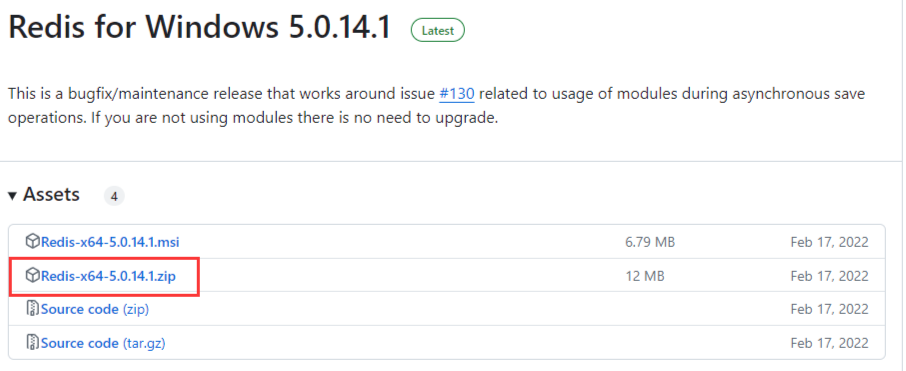 Redis for Windows 5.0.14.1 Latest
This is a bugfix/maintenance release that works around issue #130 related to usage of modules during asynchronous save
operations. If you are not using modules there is no need to upgrade.
Assets 4
Redis-x64-5.0.14.1.msi 6.79 MB Feb 17, 2022
Redis-x64-5.0.14.1.zip 12 MB Feb 17, 2022
Source code (zip) Feb 17, 2022
Source code (tar.gz) Feb 17, 2022